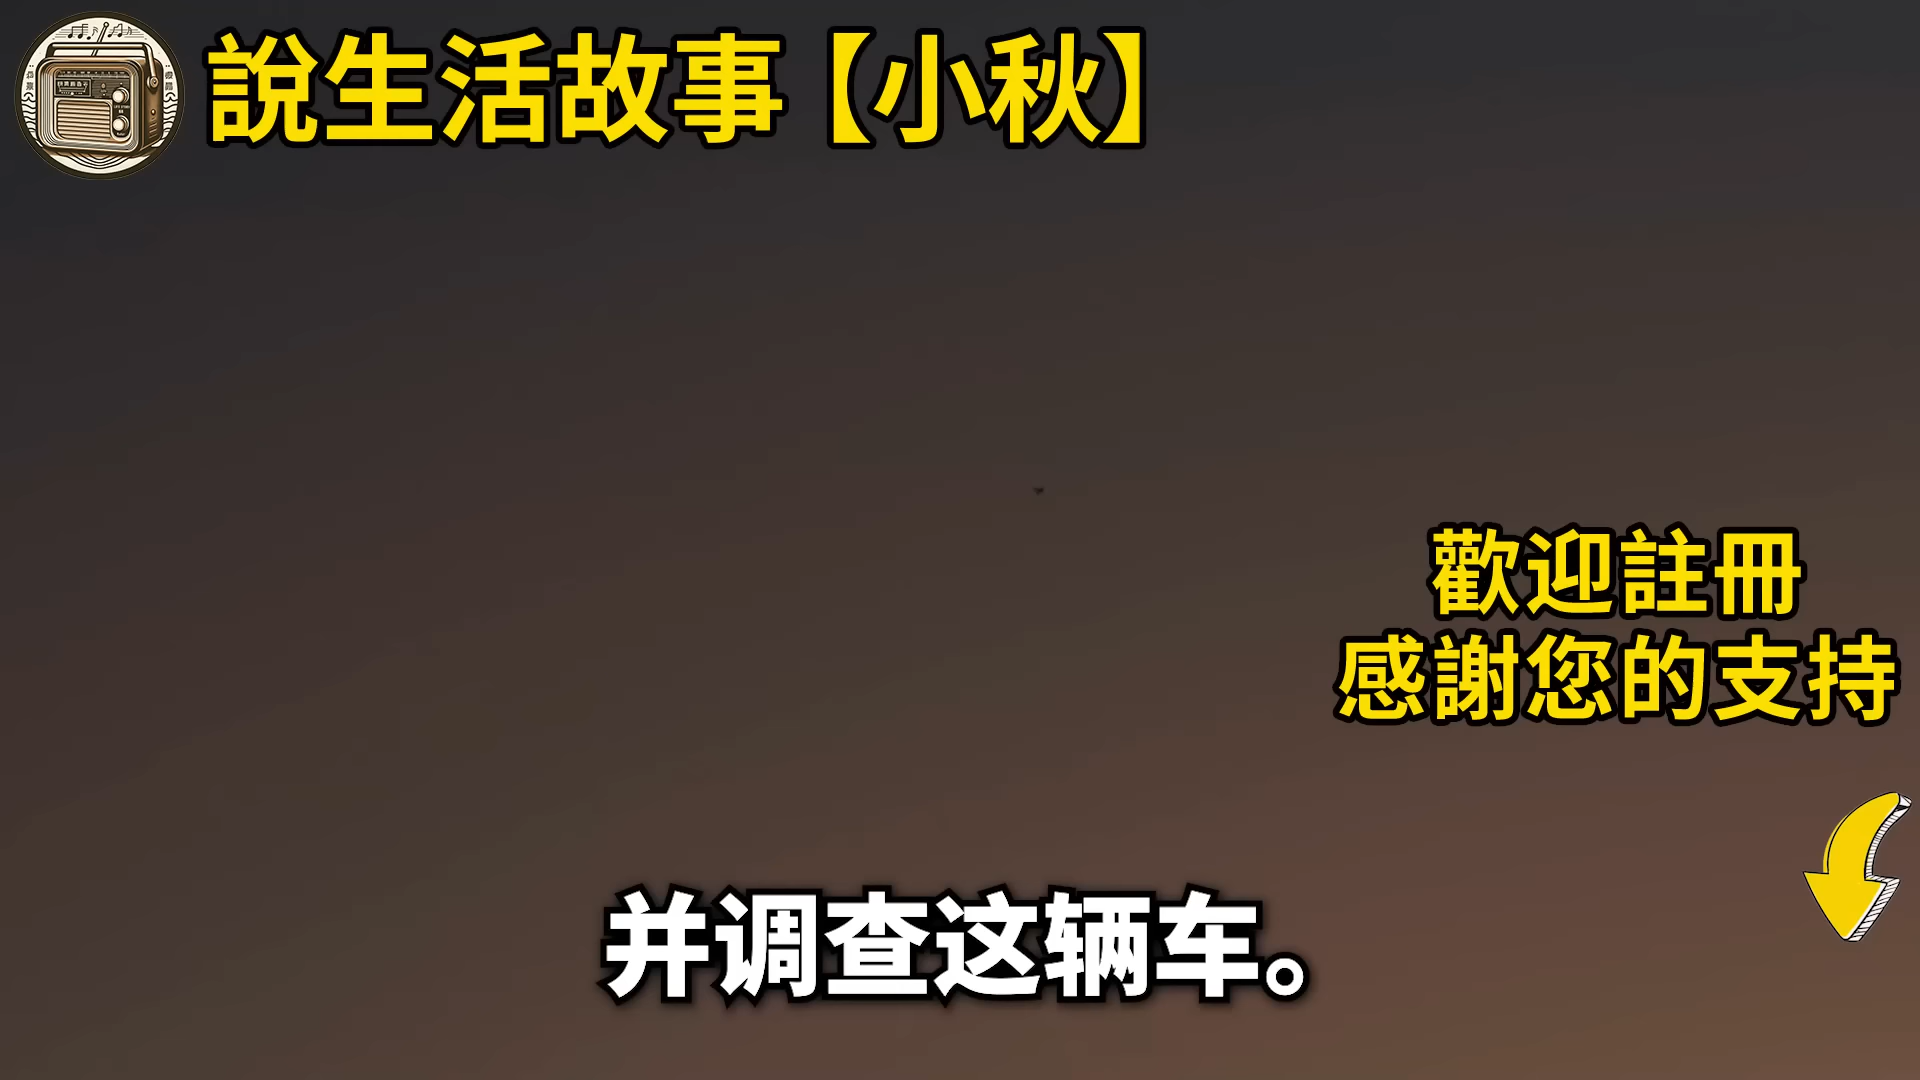 說生活故事【小秋】
歡迎註冊
感謝您的支持
并调查这辆车。